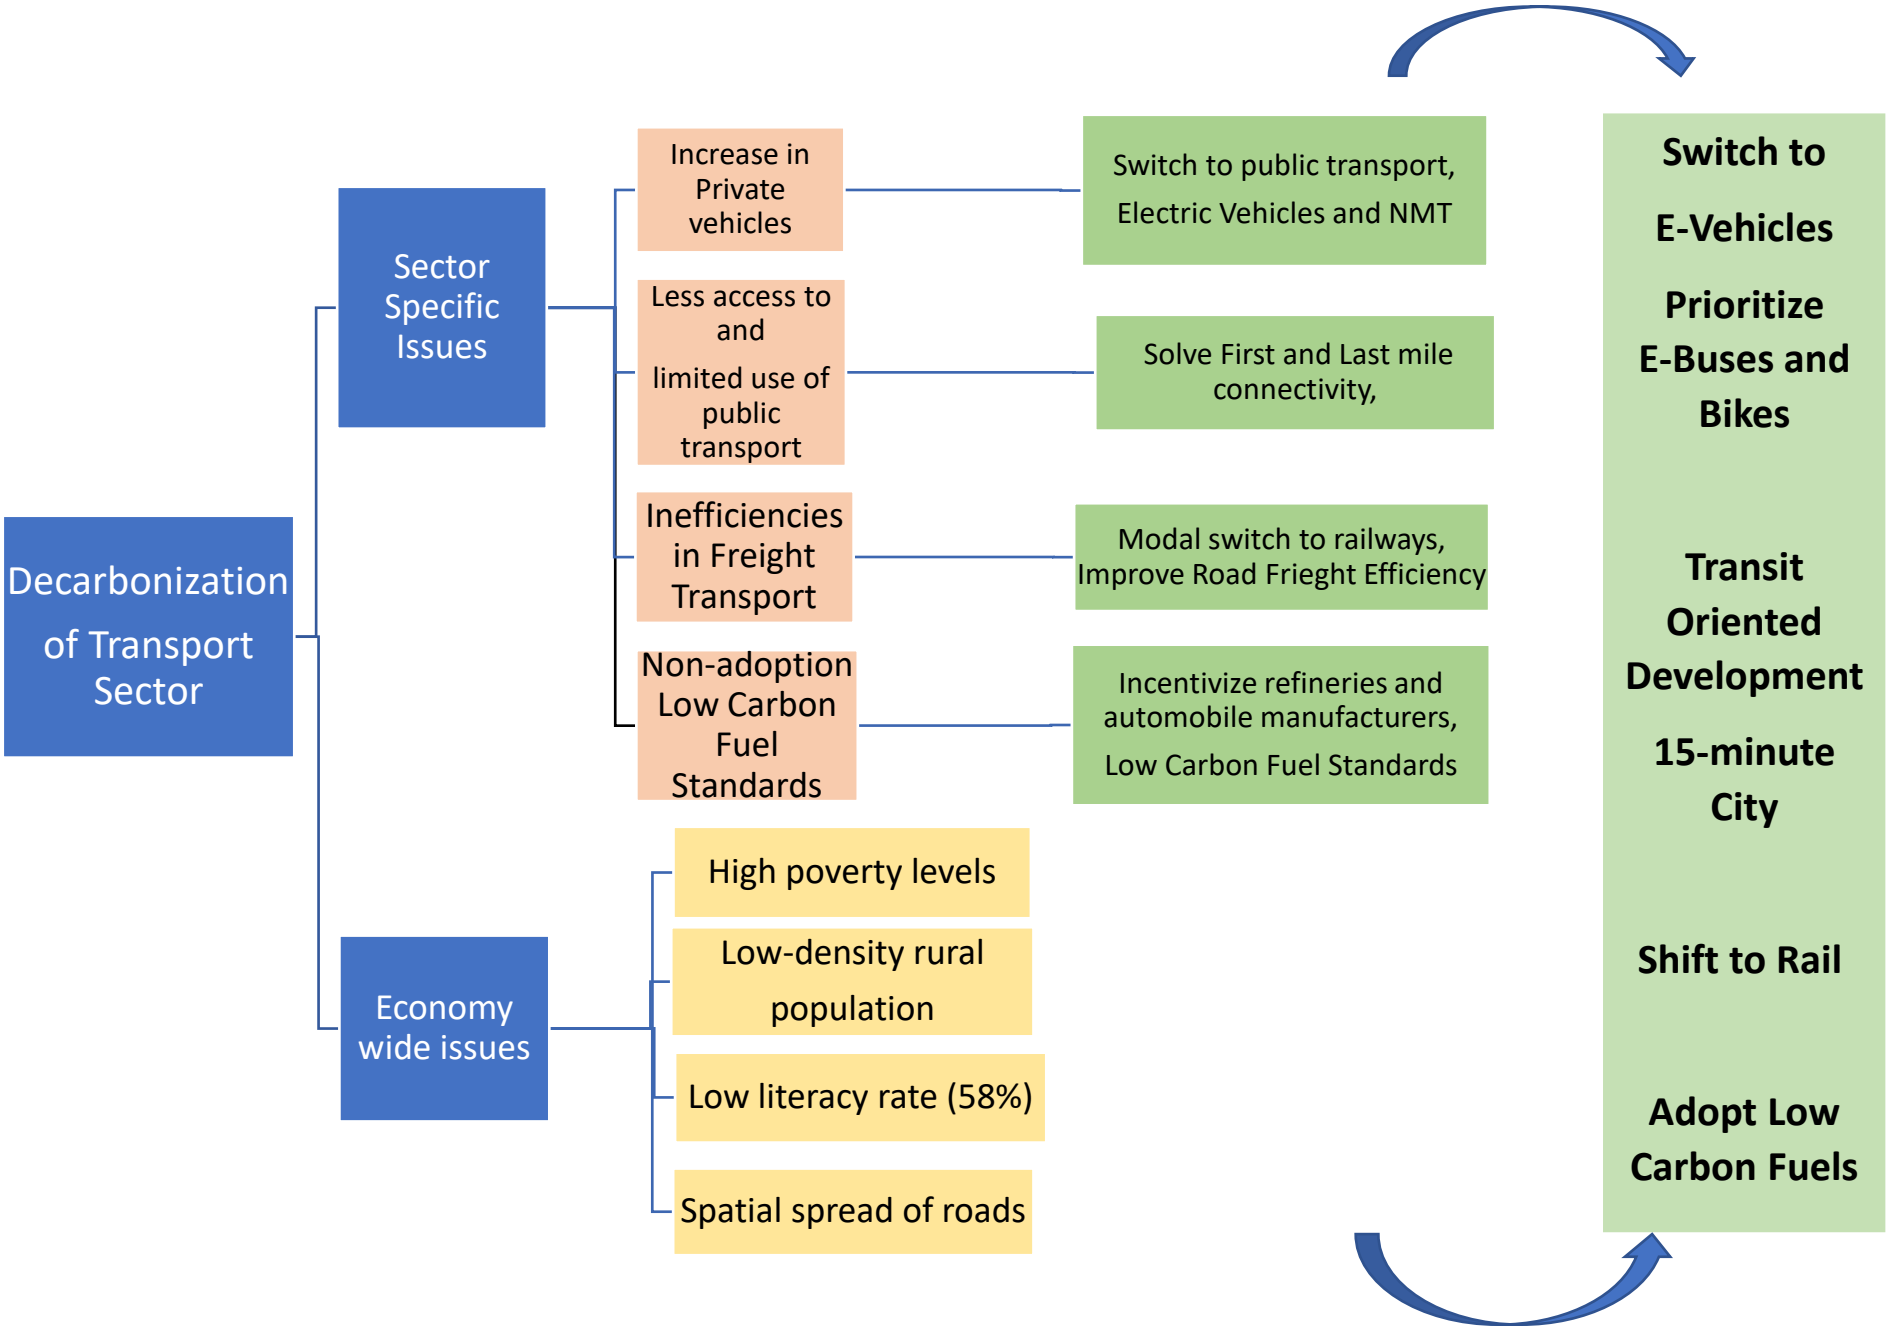 Decarbonization
of Transport
Sector
Sector
Specific
Issues
Increase in
Private
vehicles
Switch to public transport,
Electric Vehicles and NMT
Less access to
and
limited use of
public
transport
Solve First and Last mile
connectivity,
Inefficiencies
in Freight
Transport
Modal switch to railways,
Improve Road Frieght Efficiency
Non-adoption
Low Carbon
Fuel
Standards
Incentivize refineries and
automobile manufacturers,
Low Carbon Fuel Standards
Economy
wide issues
High poverty levels
Low-density rural
population
Low literacy rate (58%)
Spatial spread of roads
Switch to
E-Vehicles
Prioritize
E-Buses and
Bikes
Transit
Oriented
Development
15-minute
City
Shift to Rail
Adopt Low
Carbon Fuels